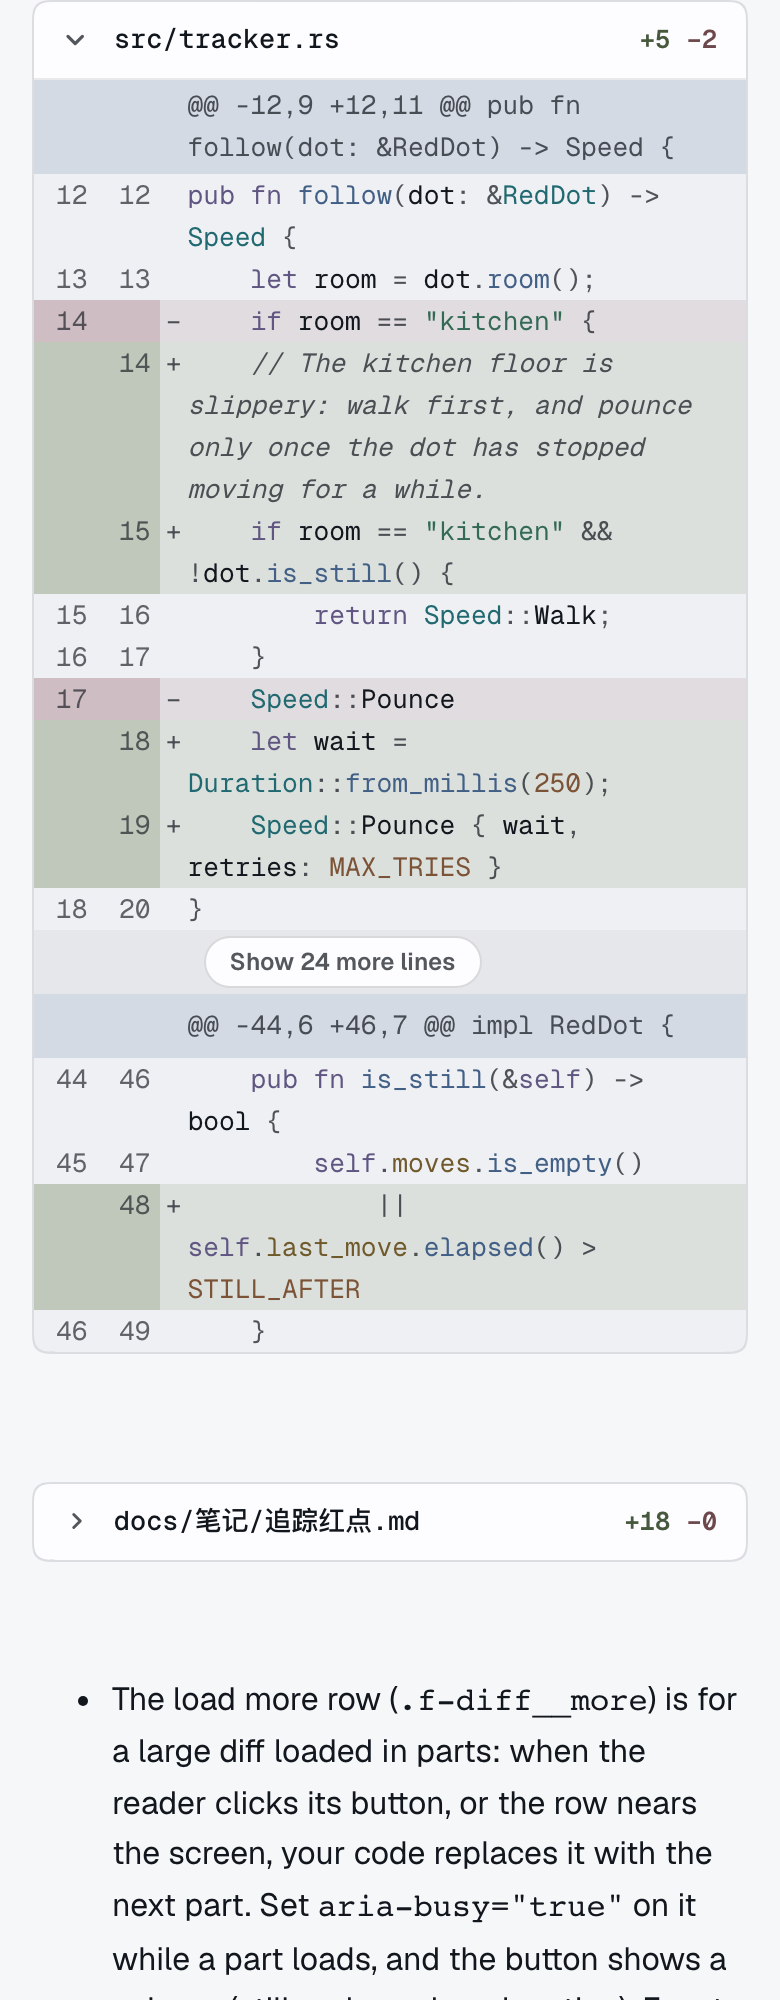 src/tracker.rs +5 −2
@@ -12,9 +12,11 @@ pub fn
follow(dot: &RedDot) -> Speed {
12 12 pub fn follow(dot: &RedDot) ->
Speed {
13 13 let room = dot.room();
14 − if room == "kitchen" {
14 + // The kitchen floor is
slippery: walk first, and pounce
only once the dot has stopped
moving for a while.
15 + if room == "kitchen" &&
!dot.is_still() {
15 16 return Speed::Walk;
16 17 }
17 − Speed::Pounce
18 + let wait =
Duration::from_millis(250);
19 + Speed::Pounce { wait,
retries: MAX_TRIES }
18 20 }
Show 24 more lines
@@ -44,6 +46,7 @@ impl RedDot {
44 46 pub fn is_still(&self) ->
bool {
45 47 self.moves.is_empty()
48 + ||
self.last_move.elapsed() >
STILL_AFTER
46 49 }
docs/笔记/追踪红点.md +18 −0
• The load more row (.f-diff__more) is for
a large diff loaded in parts: when the
reader clicks its button, or the row nears
the screen, your code replaces it with the
next part. Set aria-busy="true" on it
while a part loads, and the button shows a